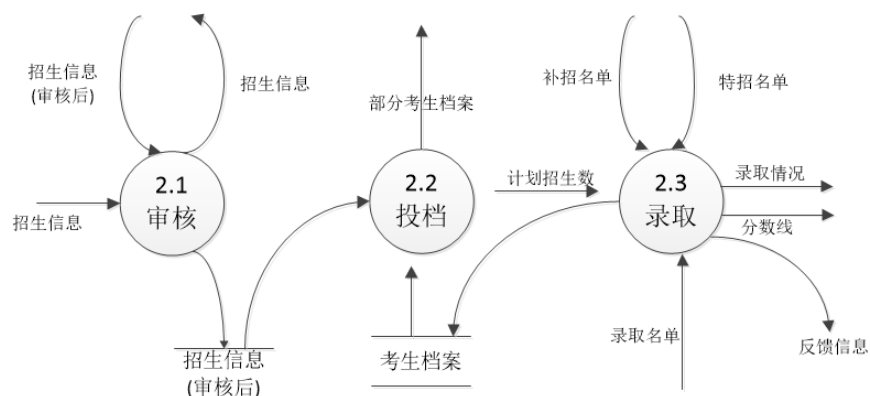 招生信息
(审核后)
招生信息
部分考生档案
补招名单
特招名单
2.1
审核
招生信息
2.2
投档
计划招生数
2.3
录取
录取情况
分数线
招生信息
(审核后)
考生档案
录取名单
反馈信息